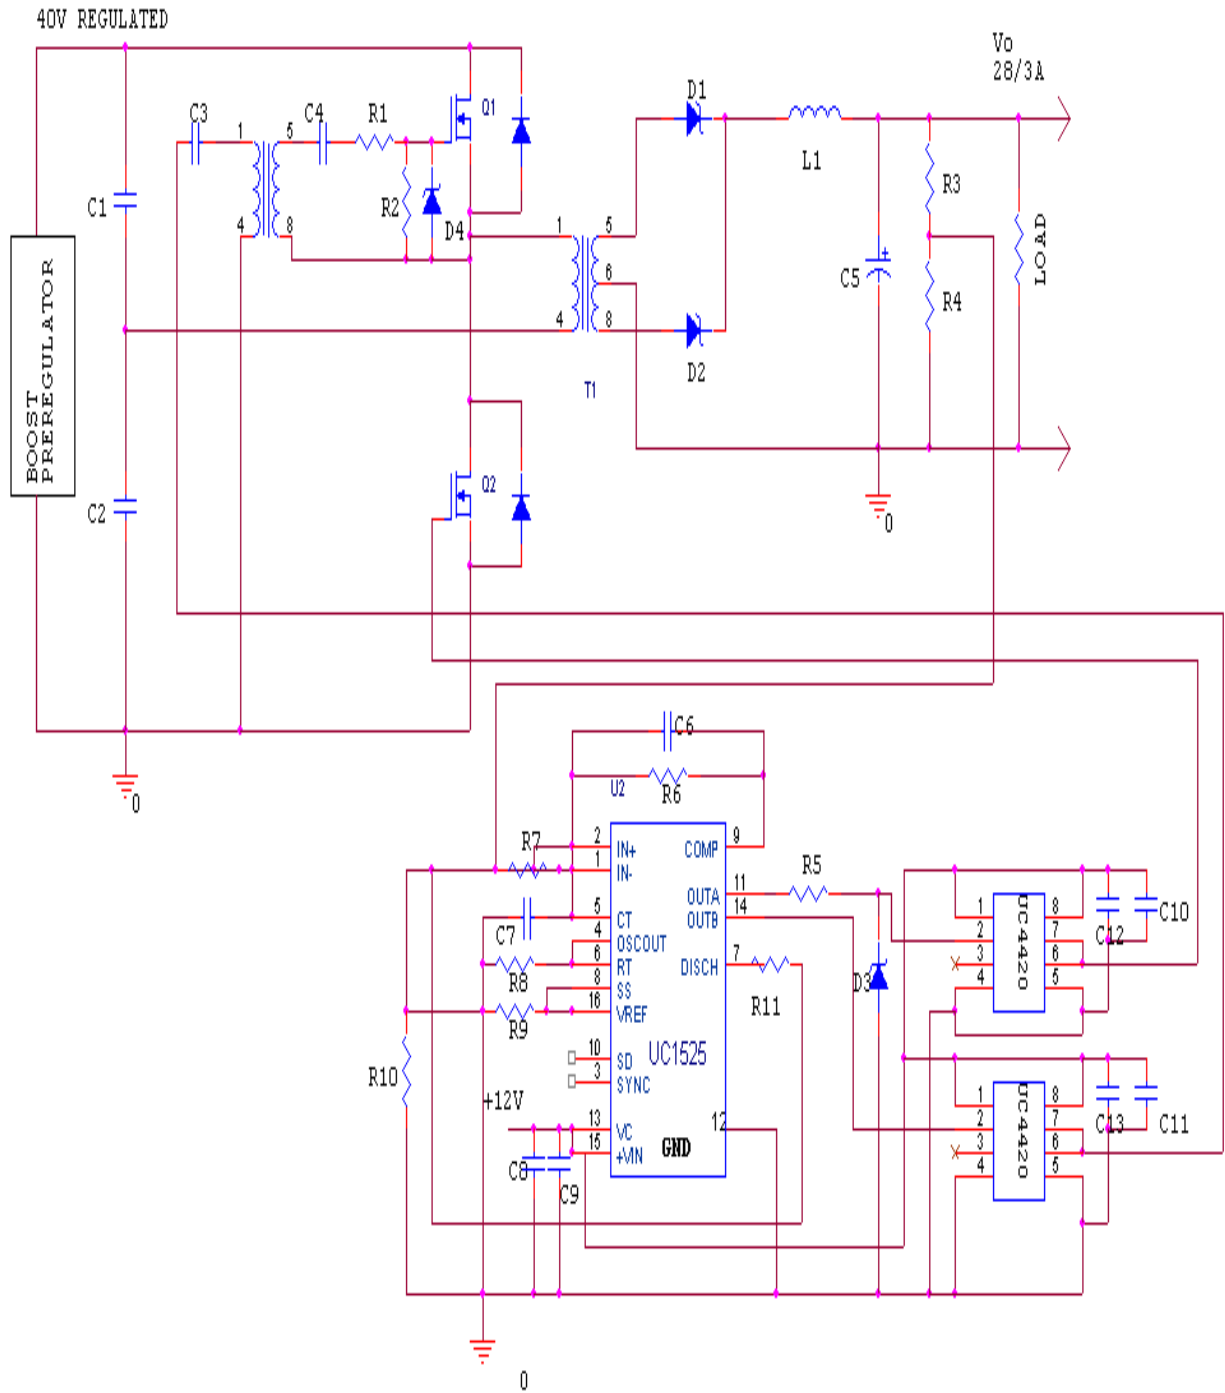 40V REGULATED
Vo
28/3A
C3
1
5
C4
R1
Q1
D1
L1
R3
C1
R2
D4
4
8
1
5
6
C5
R4
LOAD
4
8
D2
T1
BOOST
PREREGULATOR
C2
Q2
0
0
C6
U2
R6
R7
2
IN+
COMP
9
1
IN-
R5
OUTA
11
OUTB
14
C7
5
CT
4
OSCOUT
6
RT
DISCH
7
R8
8
SS
R11
D3
16
VREF
R9
1
2
3
4
UC4420
8
7
6
5
C12
C10
R10
10
SD
UC1525
3
SYNC
+12V
13
VC
12
15
+VIN
GND
C8
C9
1
2
3
4
UC4420
8
7
6
5
C13
C11
0